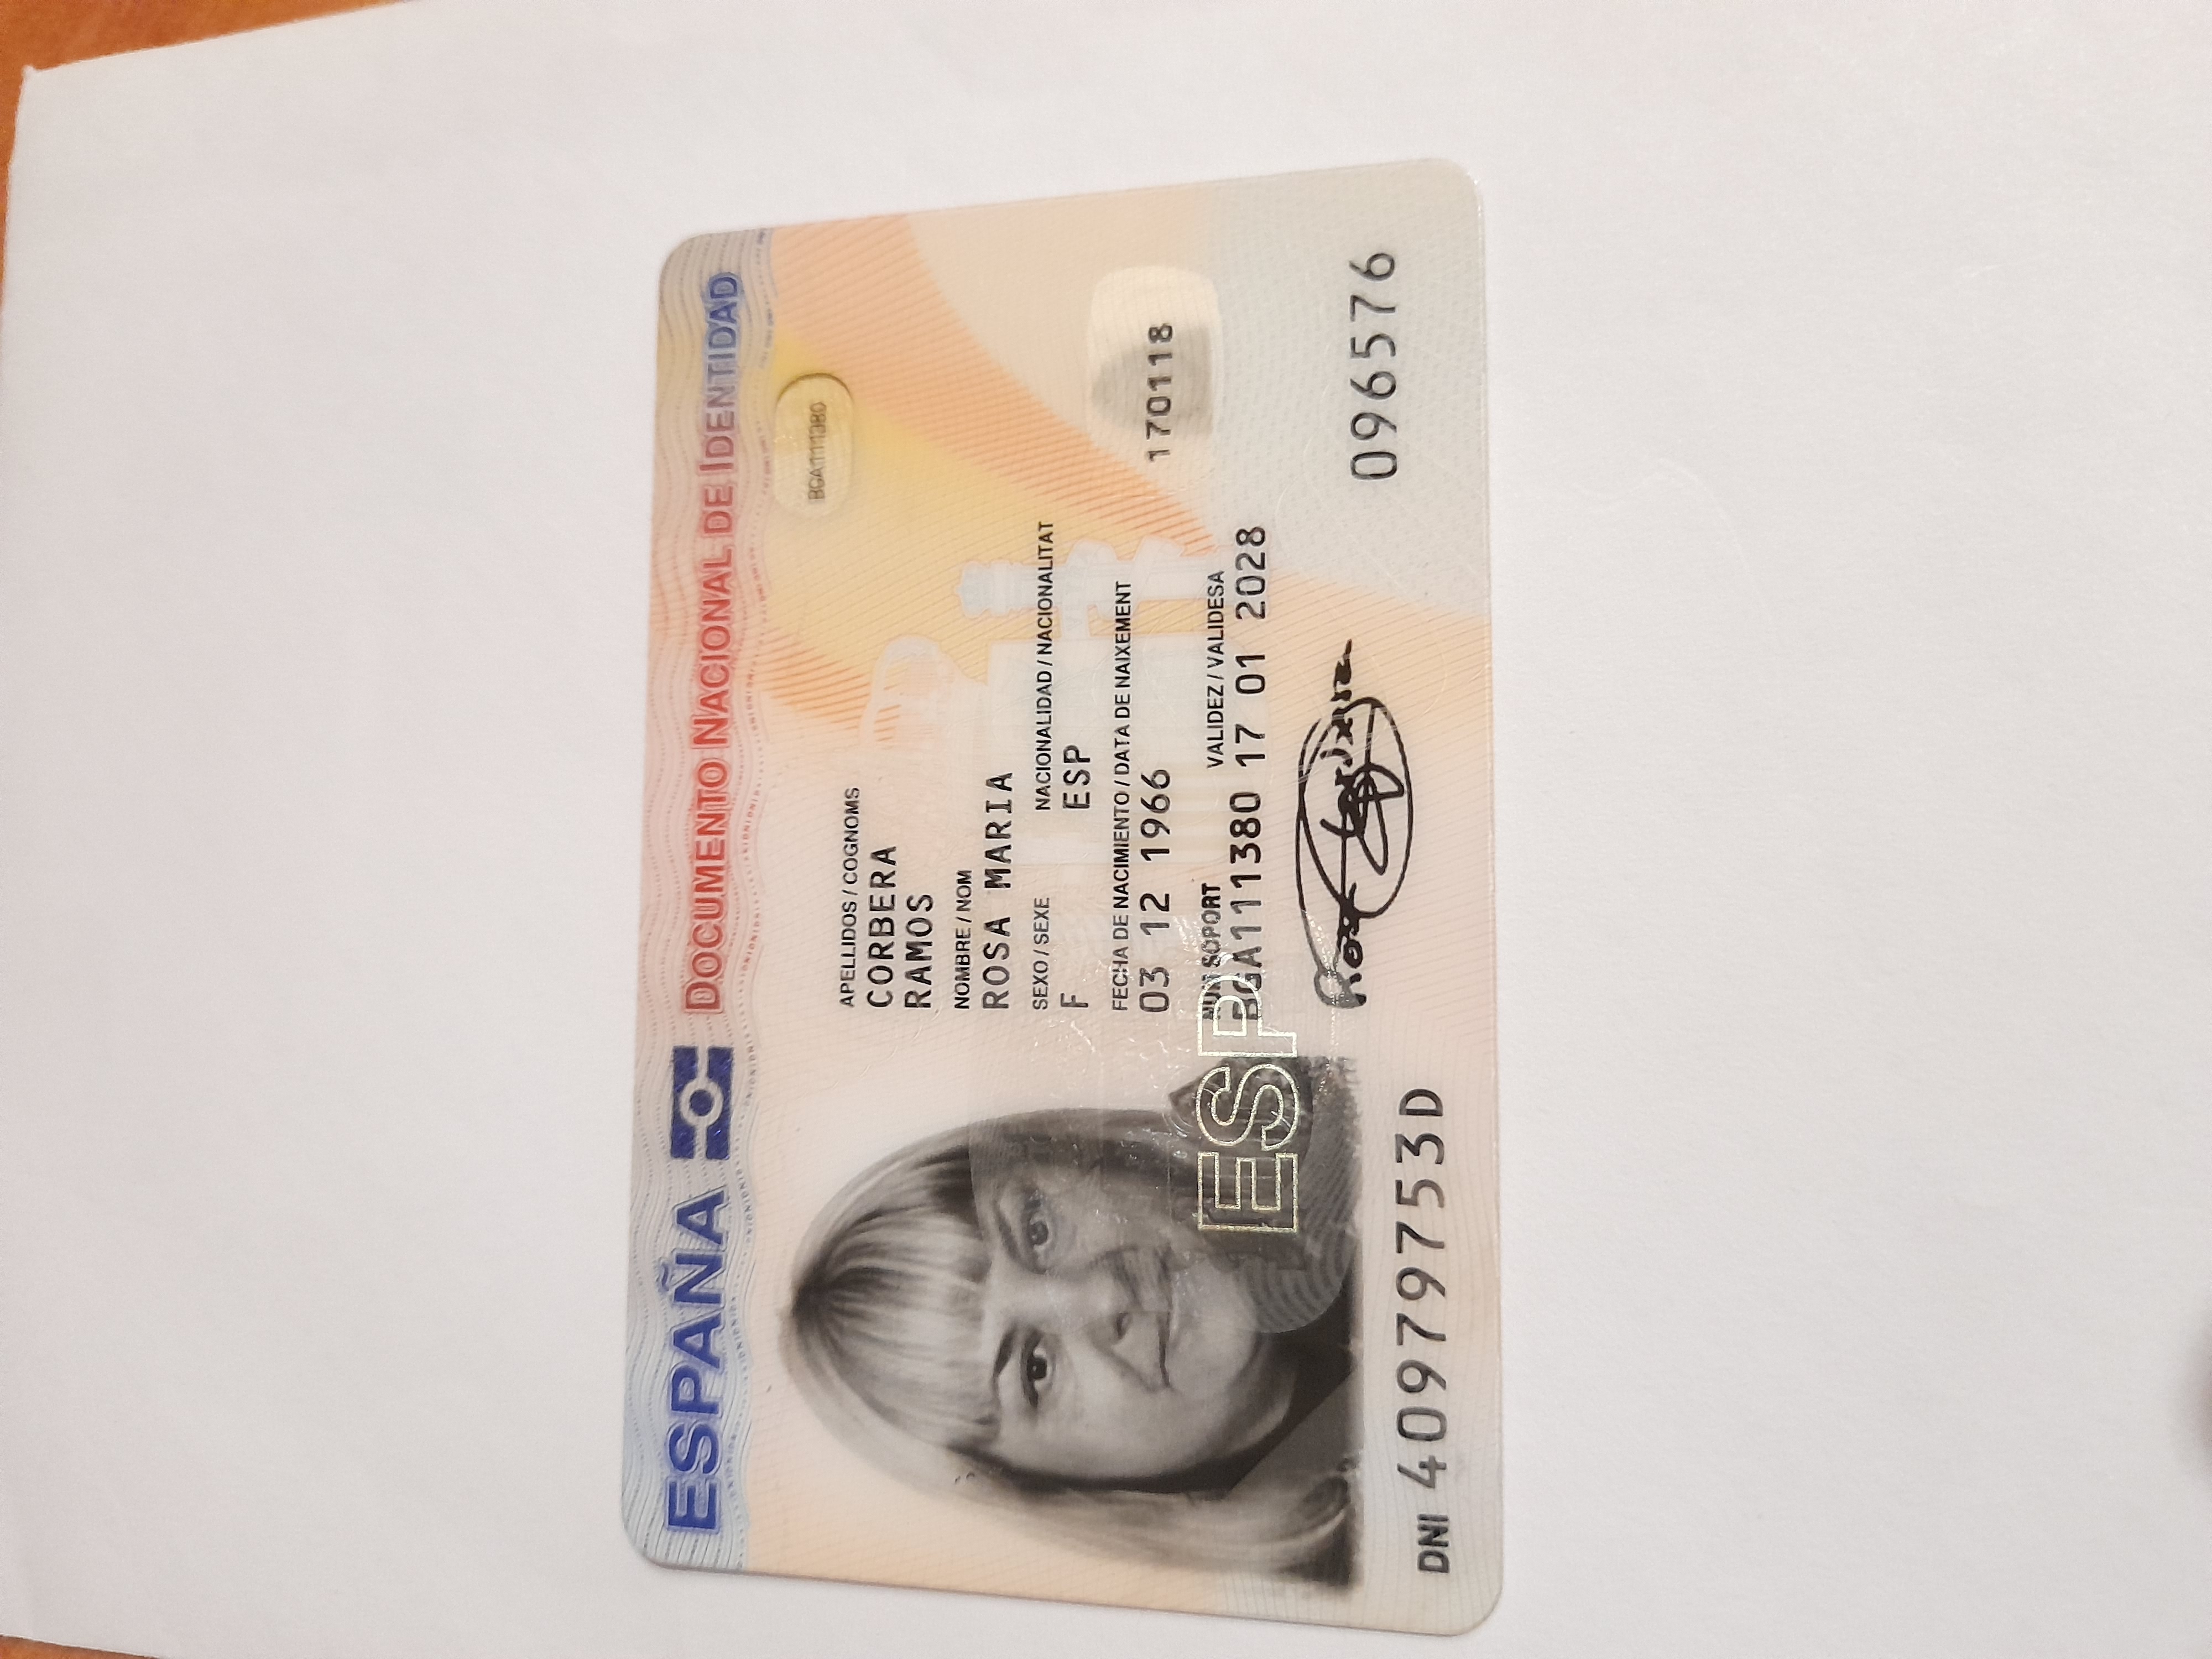 ESPAÑA DOCUMENTO NACIONAL DE IDENTIDAD
BGA111380
APELLIDOS / COGNOMS
CORBERA
RAMOS
NOMBRE / NOM
ROSA MARIA
SEXO / SEXE NACIONALIDAD / NACIONALITAT
F ESP
FECHA DE NACIMIENTO / DATA DE NAIXEMENT
03 12 1966
170118
NUM SOPORT VALIDEZ / VALIDESA
BGA111380 17 01 2028
ESP
096576
DNI 40979753D